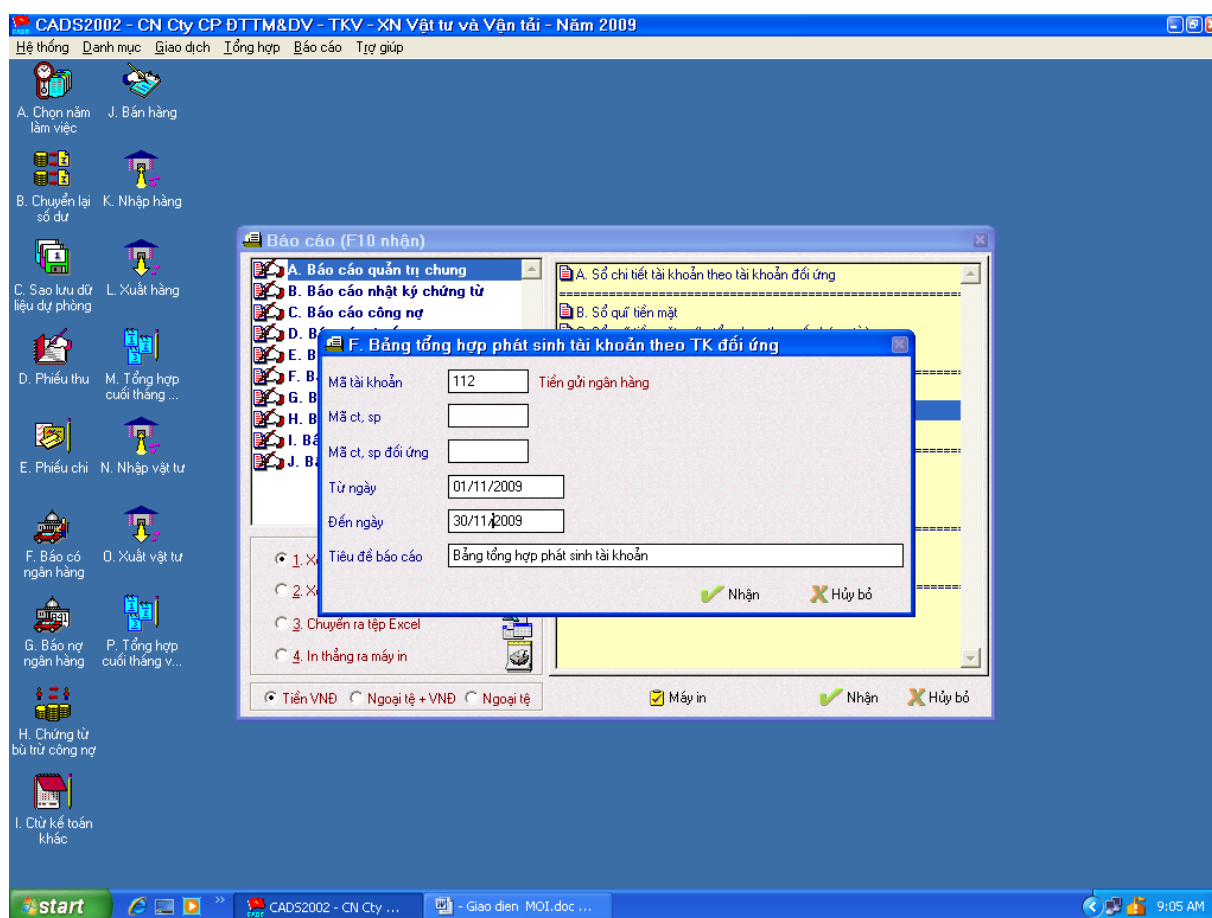 CADS2002 - CN Cty CP ĐTTM&DV - TKV - XN Vật tư và Vận tải - Năm 2009
Hệ thống Danh mục Giao dịch Tổng hợp Báo cáo Trợ giúp
A. Chọn năm làm việc
J. Bán hàng
B. Chuyển lại số dư
K. Nhập hàng
C. Sao lưu dữ liệu dự phòng
L. Xuất hàng
D. Phiếu thu
M. Tổng hợp cuối tháng ...
E. Phiếu chi
N. Nhập vật tư
F. Báo có ngân hàng
O. Xuất vật tư
G. Báo nợ ngân hàng
P. Tổng hợp cuối tháng v...
H. Chứng từ bù trừ công nợ
I. Ctừ kế toán khác
Báo cáo (F10 nhận)
A. Báo cáo quản trị chung
B. Báo cáo nhật ký chứng từ
C. Báo cáo công nợ
D. B
E. B
F. B
G. B
H. B
I. Bá
J. B
A. Sổ chi tiết tài khoản theo tài khoản đối ứng
B. Sổ quĩ tiền mặt
F. Bảng tổng hợp phát sinh tài khoản theo TK đối ứng
Mã tài khoản 112 Tiền gửi ngân hàng
Mã ct, sp
Mã ct, sp đối ứng
Từ ngày 01/11/2009
Đến ngày 30/11/2009
Tiêu đề báo cáo Bảng tổng hợp phát sinh tài khoản
Nhận Hủy bỏ
1. X
2. X
3. Chuyển ra tệp Excel
4. In thẳng ra máy in
Tiền VNĐ Ngoại tệ + VNĐ Ngoại tệ
Máy in Nhận Hủy bỏ
start CADS2002 - CN Cty ... - Giao dien MOI.doc ... 9:05 AM